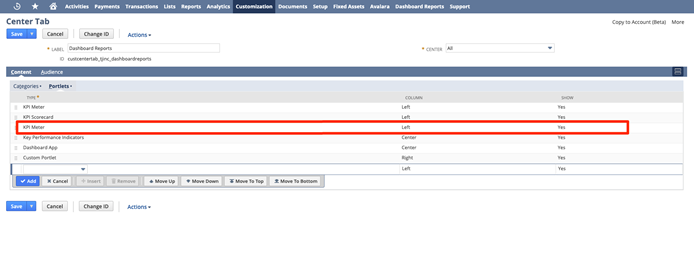 Activities Payments Transactions Lists Reports Analytics Customization Documents Setup Fixed Assets Avalara Dashboard Reports Support
Center Tab
Copy to Account (Beta) More
Save Cancel Change ID Actions
* LABEL Dashboard Reports * CENTER All
ID custcentertab_tjinc_dashboardreports
Content Audience
Categories • Portlets •
TYPE * COLUMN SHOW
KPI Meter Left Yes
KPI Scorecard Left Yes
KPI Meter Left Yes
Key Performance Indicators Center Yes
Dashboard App Center Yes
Custom Portlet Right Yes
Left Yes
Add Cancel Insert Remove Move Up Move Down Move To Top Move To Bottom
Save Cancel Change ID Actions